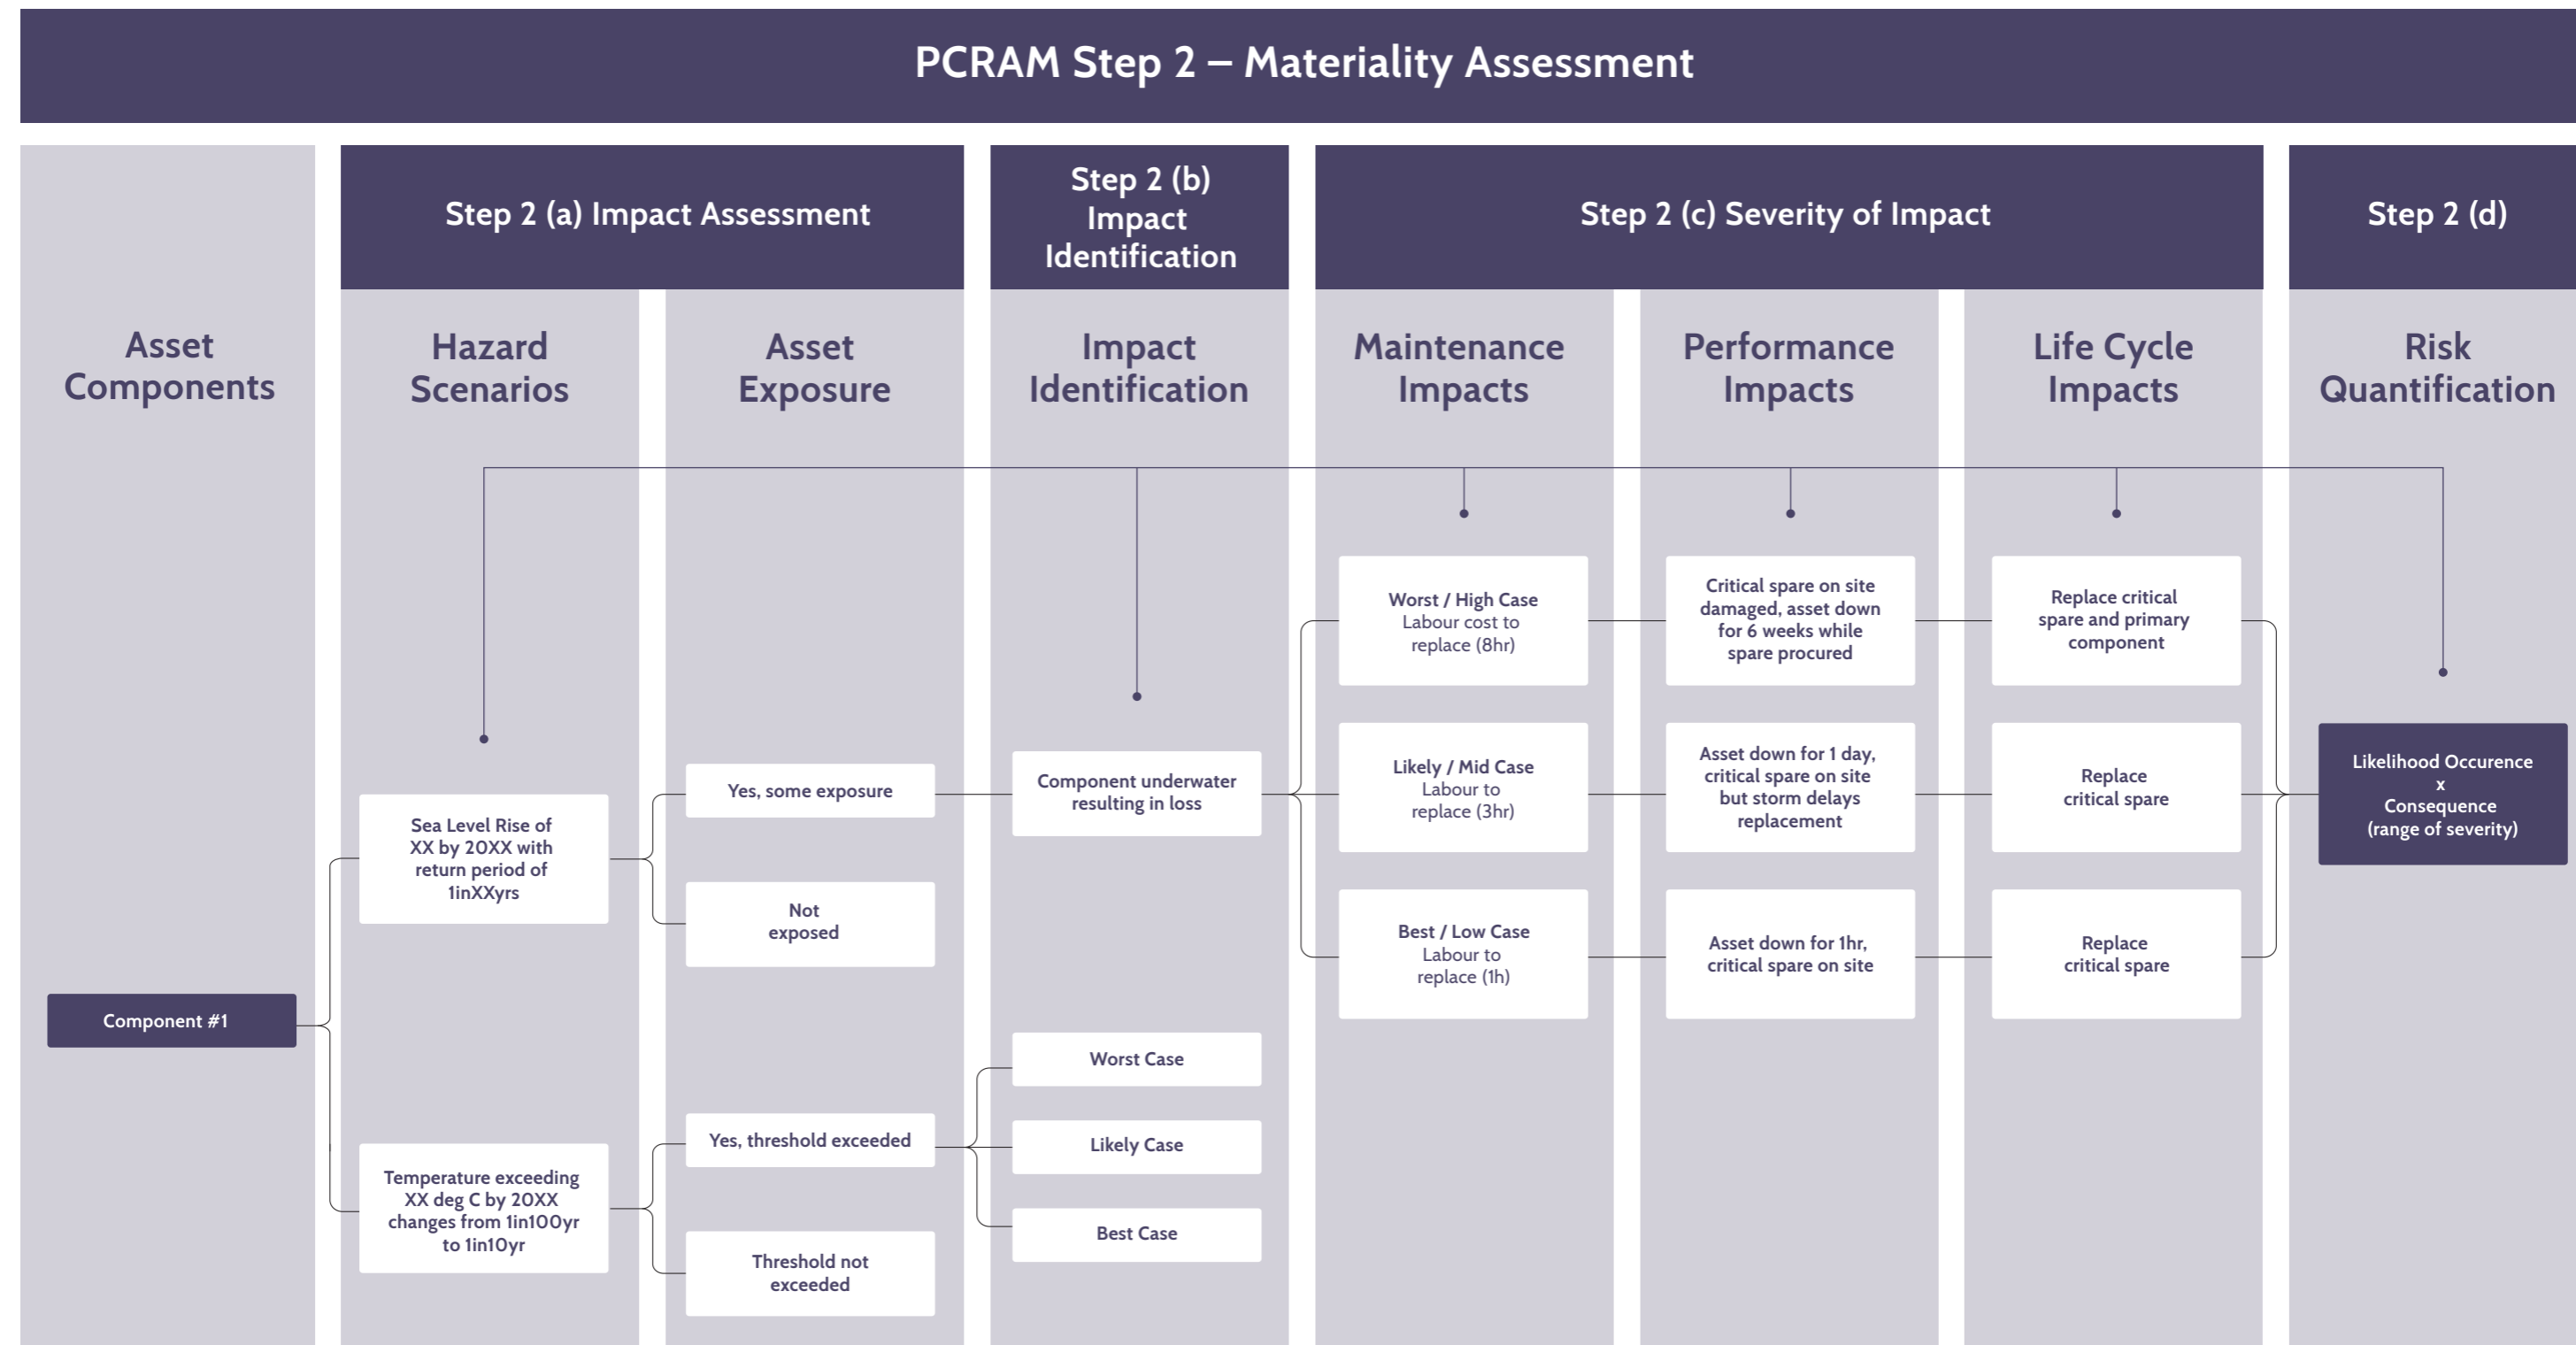 PCRAM Step 2 – Materiality Assessment
Step 2 (a) Impact Assessment
Step 2 (b)
Impact
Identification
Step 2 (c) Severity of Impact
Step 2 (d)
Asset
Components
Hazard
Scenarios
Asset
Exposure
Impact
Identification
Maintenance
Impacts
Performance
Impacts
Life Cycle
Impacts
Risk
Quantification
Component #1
Sea Level Rise of
XX by 20XX with
return period of
1inXXyrs
Temperature exceeding
XX deg C by 20XX
changes from 1in100yr
to 1in10yr
Yes, some exposure
Not
exposed
Yes, threshold exceeded
Threshold not
exceeded
Component underwater
resulting in loss
Worst Case
Likely Case
Best Case
Worst / High Case
Labour cost to
replace (8hr)
Likely / Mid Case
Labour to
replace (3hr)
Best / Low Case
Labour to
replace (1h)
Critical spare on site
damaged, asset down
for 6 weeks while
spare procured
Asset down for 1 day,
critical spare on site
but storm delays
replacement
Asset down for 1hr,
critical spare on site
Replace critical
spare and primary
component
Replace
critical spare
Replace
critical spare
Likelihood Occurence
x
Consequence
(range of severity)